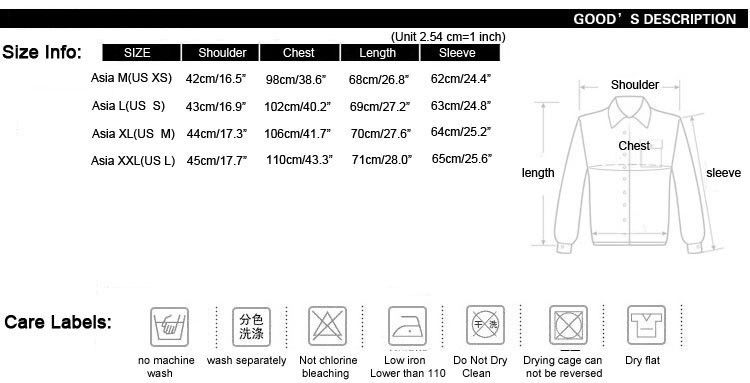 GOOD'S DESCRIPTION
(Unit 2.54 cm=1 inch)
Size Info:
SIZE Shoulder Chest Length Sleeve
Asia M(US XS) 42cm/16.5" 98cm/38.6" 68cm/26.8" 62cm/24.4"
Asia L(US S) 43cm/16.9" 102cm/40.2" 69cm/27.2" 63cm/24.8"
Asia XL(US M) 44cm/17.3" 106cm/41.7" 70cm/27.6" 64cm/25.2"
Asia XXL(US L) 45cm/17.7" 110cm/43.3" 71cm/28.0" 65cm/25.6"
Shoulder
Chest
length
sleeve
Care Labels:
分色
洗涤
干洗
no machine
wash
wash separately
Not chlorine
bleaching
Low iron
Lower than 110
Do Not Dry
Clean
Drying cage can
not be reversed
Dry flat